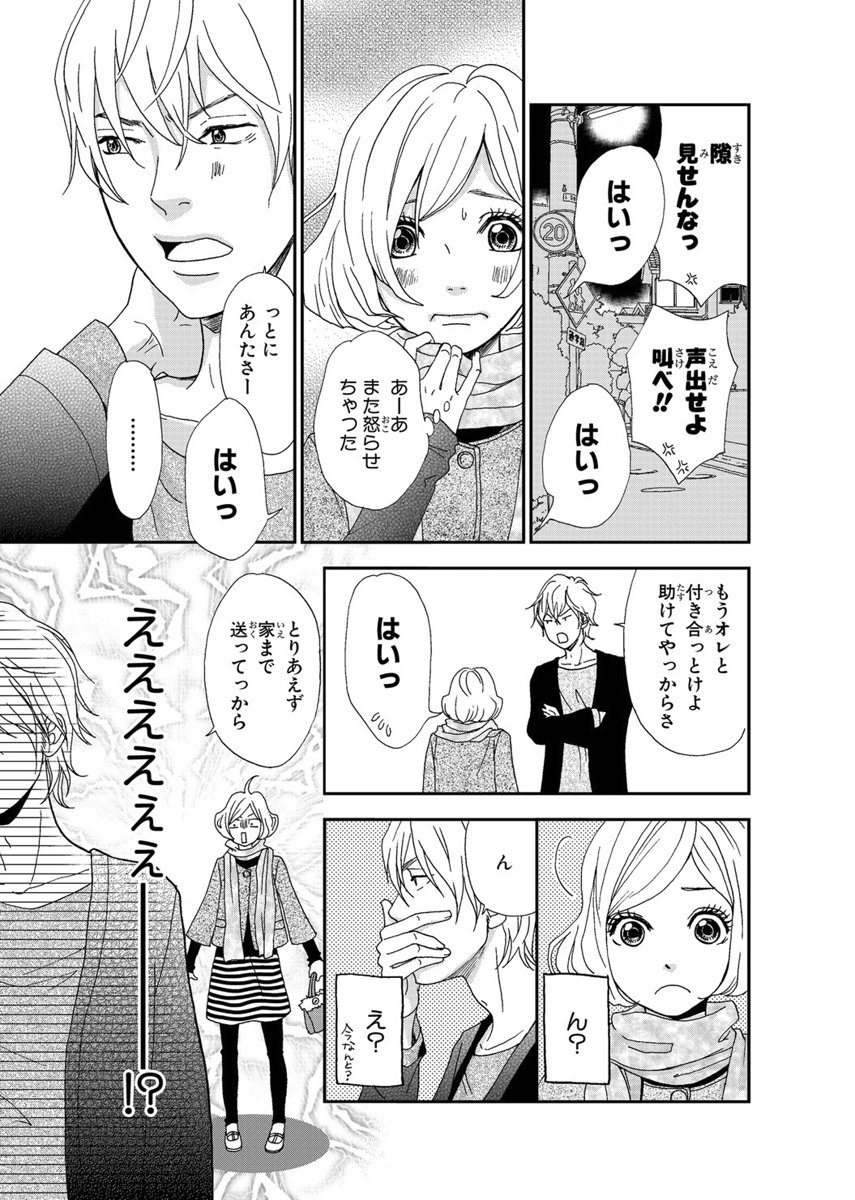 隙
見せんなっ
はいっ
声出せよ
叫べ!!
はいっ
20
あーあ
また怒らせ
ちゃった
っとに
あんたさー
はいっ
………
もうオレと
付き合っとけよ
助けてやっからさ
はいっ
ん?
ん
え?
今なんと?
とりあえず
家まで
送ってっから
えええええぇ━━━!?